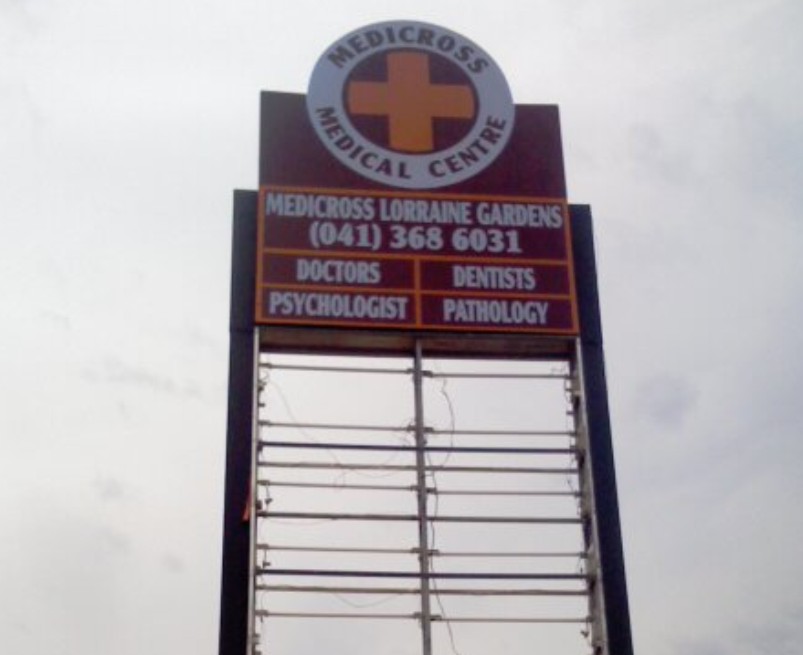 MEDICROSS
MEDICAL CENTRE
MEDICROSS LORRAINE GARDENS
(041) 368 6031
DOCTORS
DENTISTS
PSYCHOLOGIST
PATHOLOGY